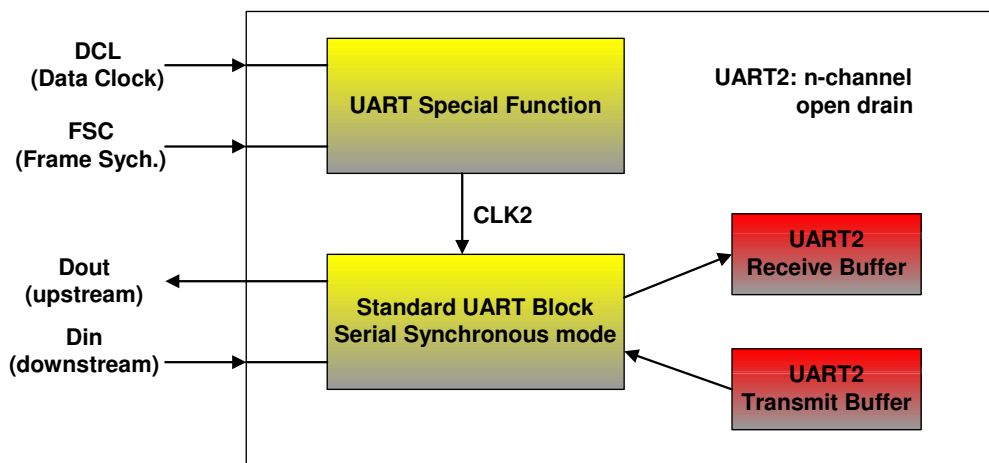 DCL
(Data Clock)
FSC
(Frame Sych.)
UART Special Function
UART2: n-channel
open drain
CLK2
Dout
(upstream)
Din
(downstream)
Standard UART Block
Serial Synchronous mode
UART2
Receive Buffer
UART2
Transmit Buffer